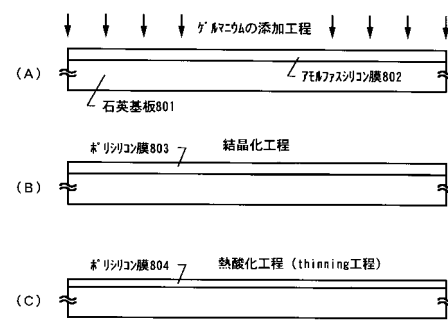 ゲルマニウムの添加工程
(A)
アモルファスシリコン膜802
石英基板801
ポリシリコン膜803
結晶化工程
(B)
ポリシリコン膜804
熱酸化工程 (thinning工程)
(C)